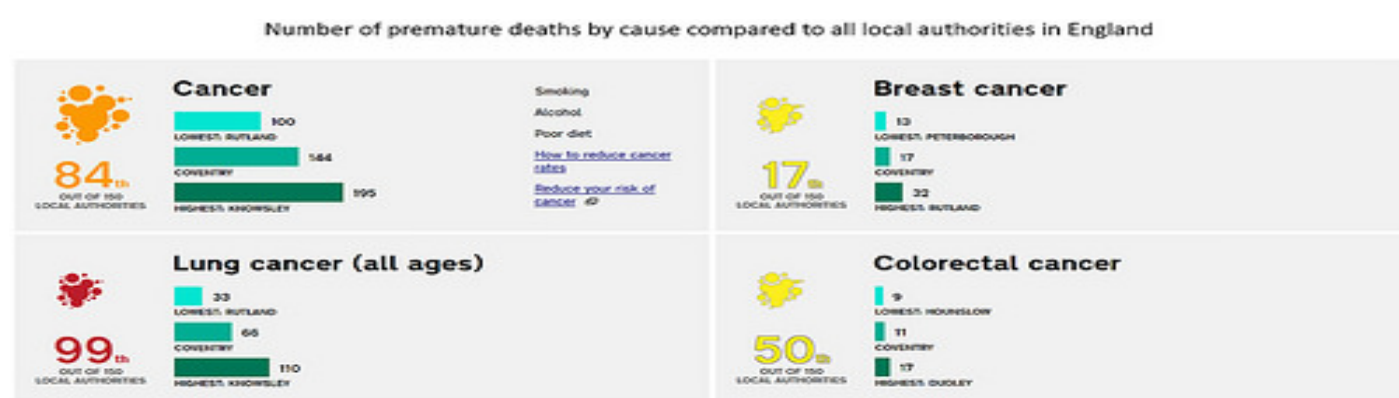 Number of premature deaths by cause compared to all local authorities in England
Cancer
100
LOWEST: RUTLAND
144
COVENTRY
195
HIGHEST: KNOWSLEY
84th
OUT OF 150
LOCAL AUTHORITIES
Smoking
Alcohol
Poor diet
How to reduce cancer
rates
Reduce your risk of
cancer
Breast cancer
13
LOWEST: PETERBOROUGH
17
COVENTRY
32
HIGHEST: RUTLAND
17th
OUT OF 150
LOCAL AUTHORITIES
Lung cancer (all ages)
33
LOWEST: RUTLAND
66
COVENTRY
110
HIGHEST: KNOWSLEY
99th
OUT OF 150
LOCAL AUTHORITIES
Colorectal cancer
9
LOWEST: HOUNSLOW
11
COVENTRY
17
HIGHEST: DUDLEY
50th
OUT OF 150
LOCAL AUTHORITIES